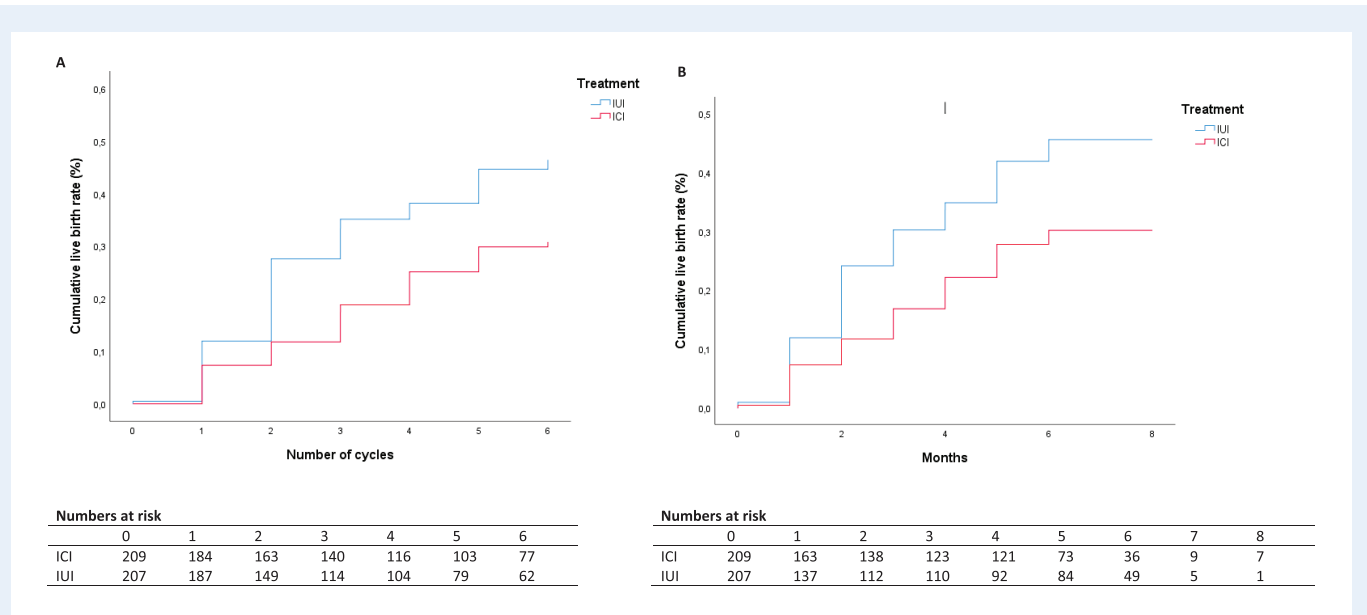 A
Treatment
IUI
ICI
Cumulative live birth rate (%)
0,6
0,5
0,4
0,3
0,2
0,1
0,0
0 1 2 3 4 5 6
Number of cycles
Numbers at risk
0 1 2 3 4 5 6
ICI 209 184 163 140 116 103 77
IUI 207 187 149 114 104 79 62
B
Treatment
IUI
ICI
Cumulative live birth rate (%)
0,5
0,4
0,3
0,2
0,1
0,0
0 2 4 6 8
Months
Numbers at risk
0 1 2 3 4 5 6 7 8
ICI 209 163 138 123 121 73 36 9 7
IUI 207 137 112 110 92 84 49 5 1